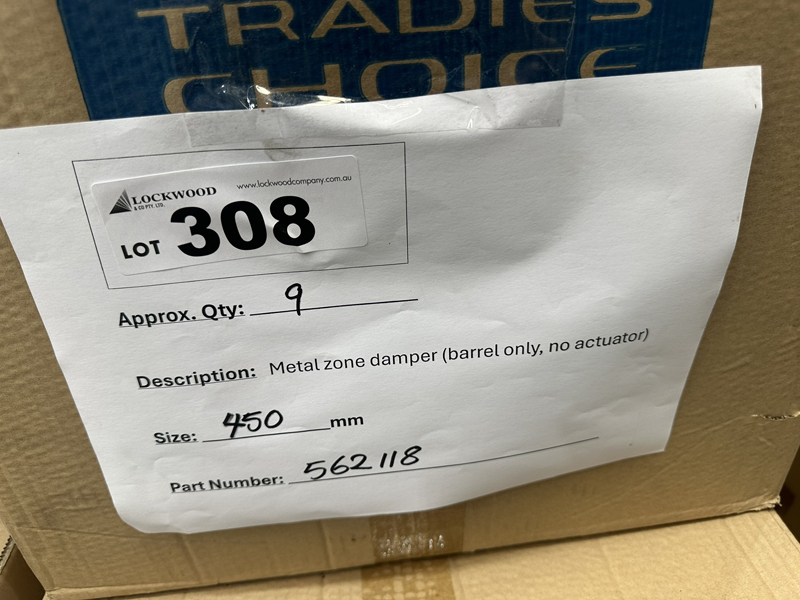 TRADIES
CHOICE
LOCKWOOD
& CO PTY. LTD.
www.lockwoodcompany.com.au
LOT 308
Approx. Qty: 9
Description: Metal zone damper (barrel only, no actuator)
Size: 450 mm
Part Number: 562118